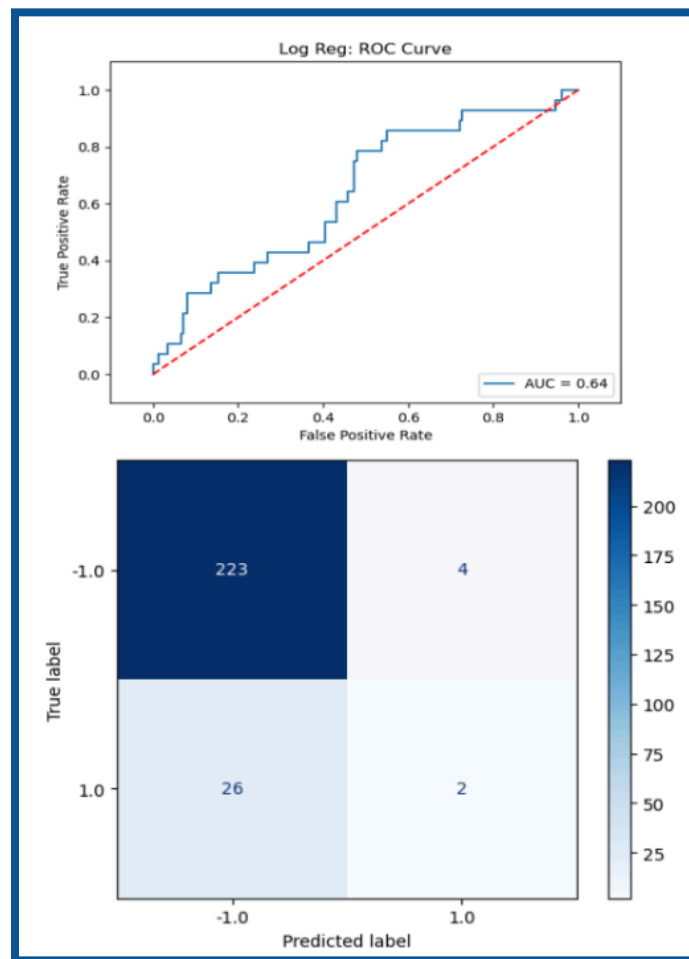 Log Reg: ROC Curve
True Positive Rate
1.0
0.8
0.6
0.4
0.2
0.0
AUC = 0.64
0.0 0.2 0.4 0.6 0.8 1.0
False Positive Rate
True label
-1.0
223 4
1.0
26 2
-1.0 1.0
Predicted label
200
175
150
125
100
75
50
25